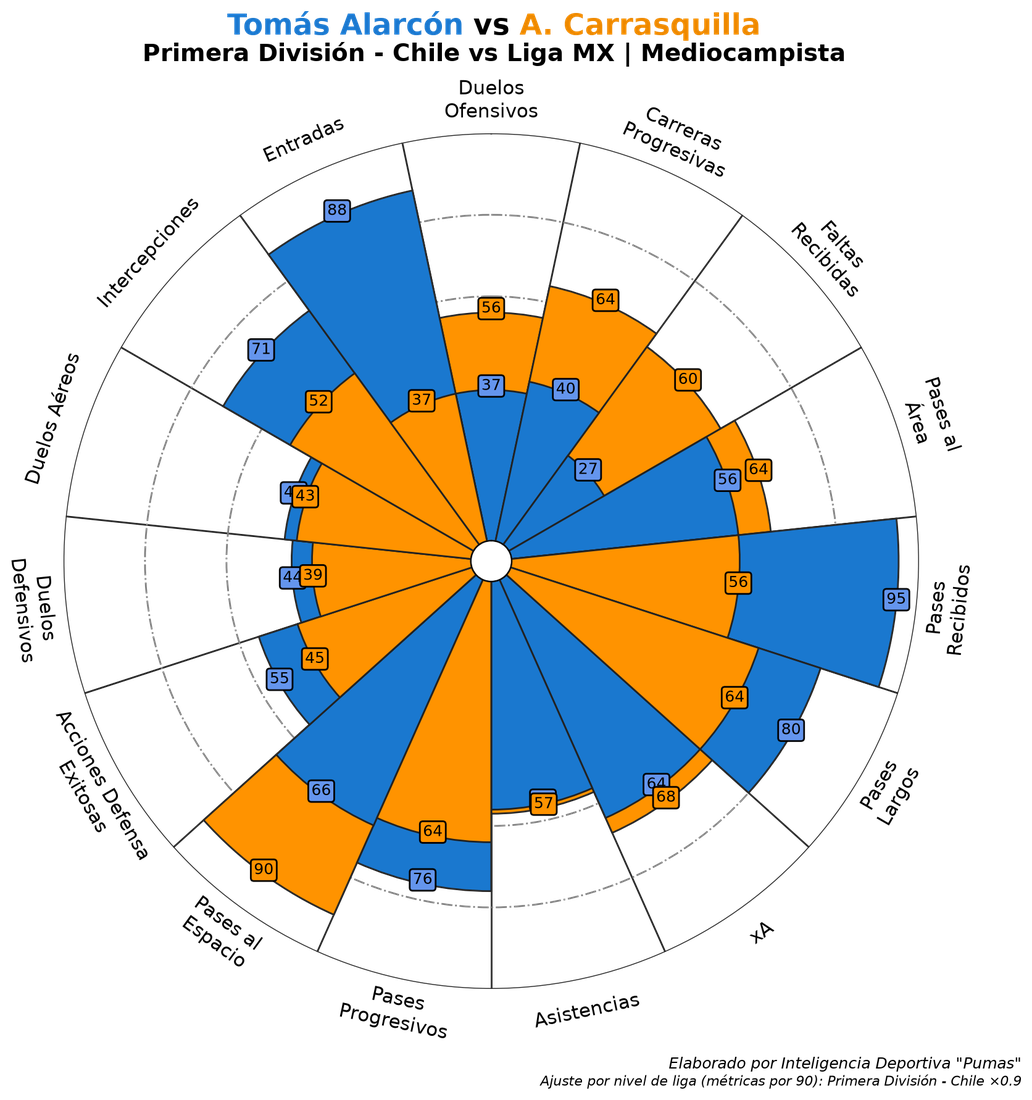 Tomás Alarcón vs A. Carrasquilla
Primera División - Chile vs Liga MX | Mediocampista
Duelos
Ofensivos
56
37
Carreras
Progresivas
64
40
Faltas
Recibidas
60
27
Pases al
Área
64
56
Pases
Recibidos
95
56
Pases
Largos
80
64
xA
64
68
Asistencias
57
Pases
Progresivos
64
76
Pases al
Espacio
66
90
Acciones Defensa
Exitosas
45
55
Duelos
Defensivos
44
39
Duelos Aéreos
43
Intercepciones
71
52
Entradas
88
37
Elaborado por Inteligencia Deportiva "Pumas"
Ajuste por nivel de liga (métricas por 90): Primera División - Chile ×0.9